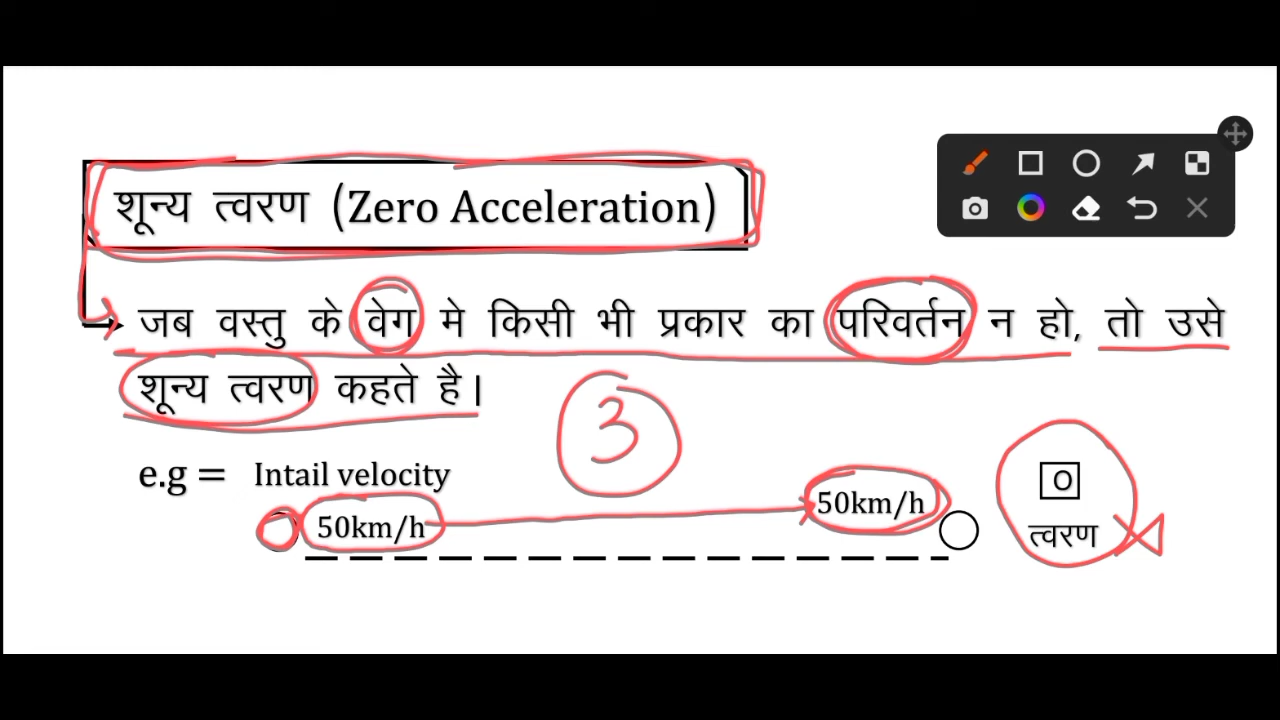 शून्य त्वरण (Zero Acceleration)
जब वस्तु के वेग मे किसी भी प्रकार का परिवर्तन न हो, तो उसे
शून्य त्वरण कहते है।
3
e.g = Intail velocity
50km/h 50km/h
0
त्वरण